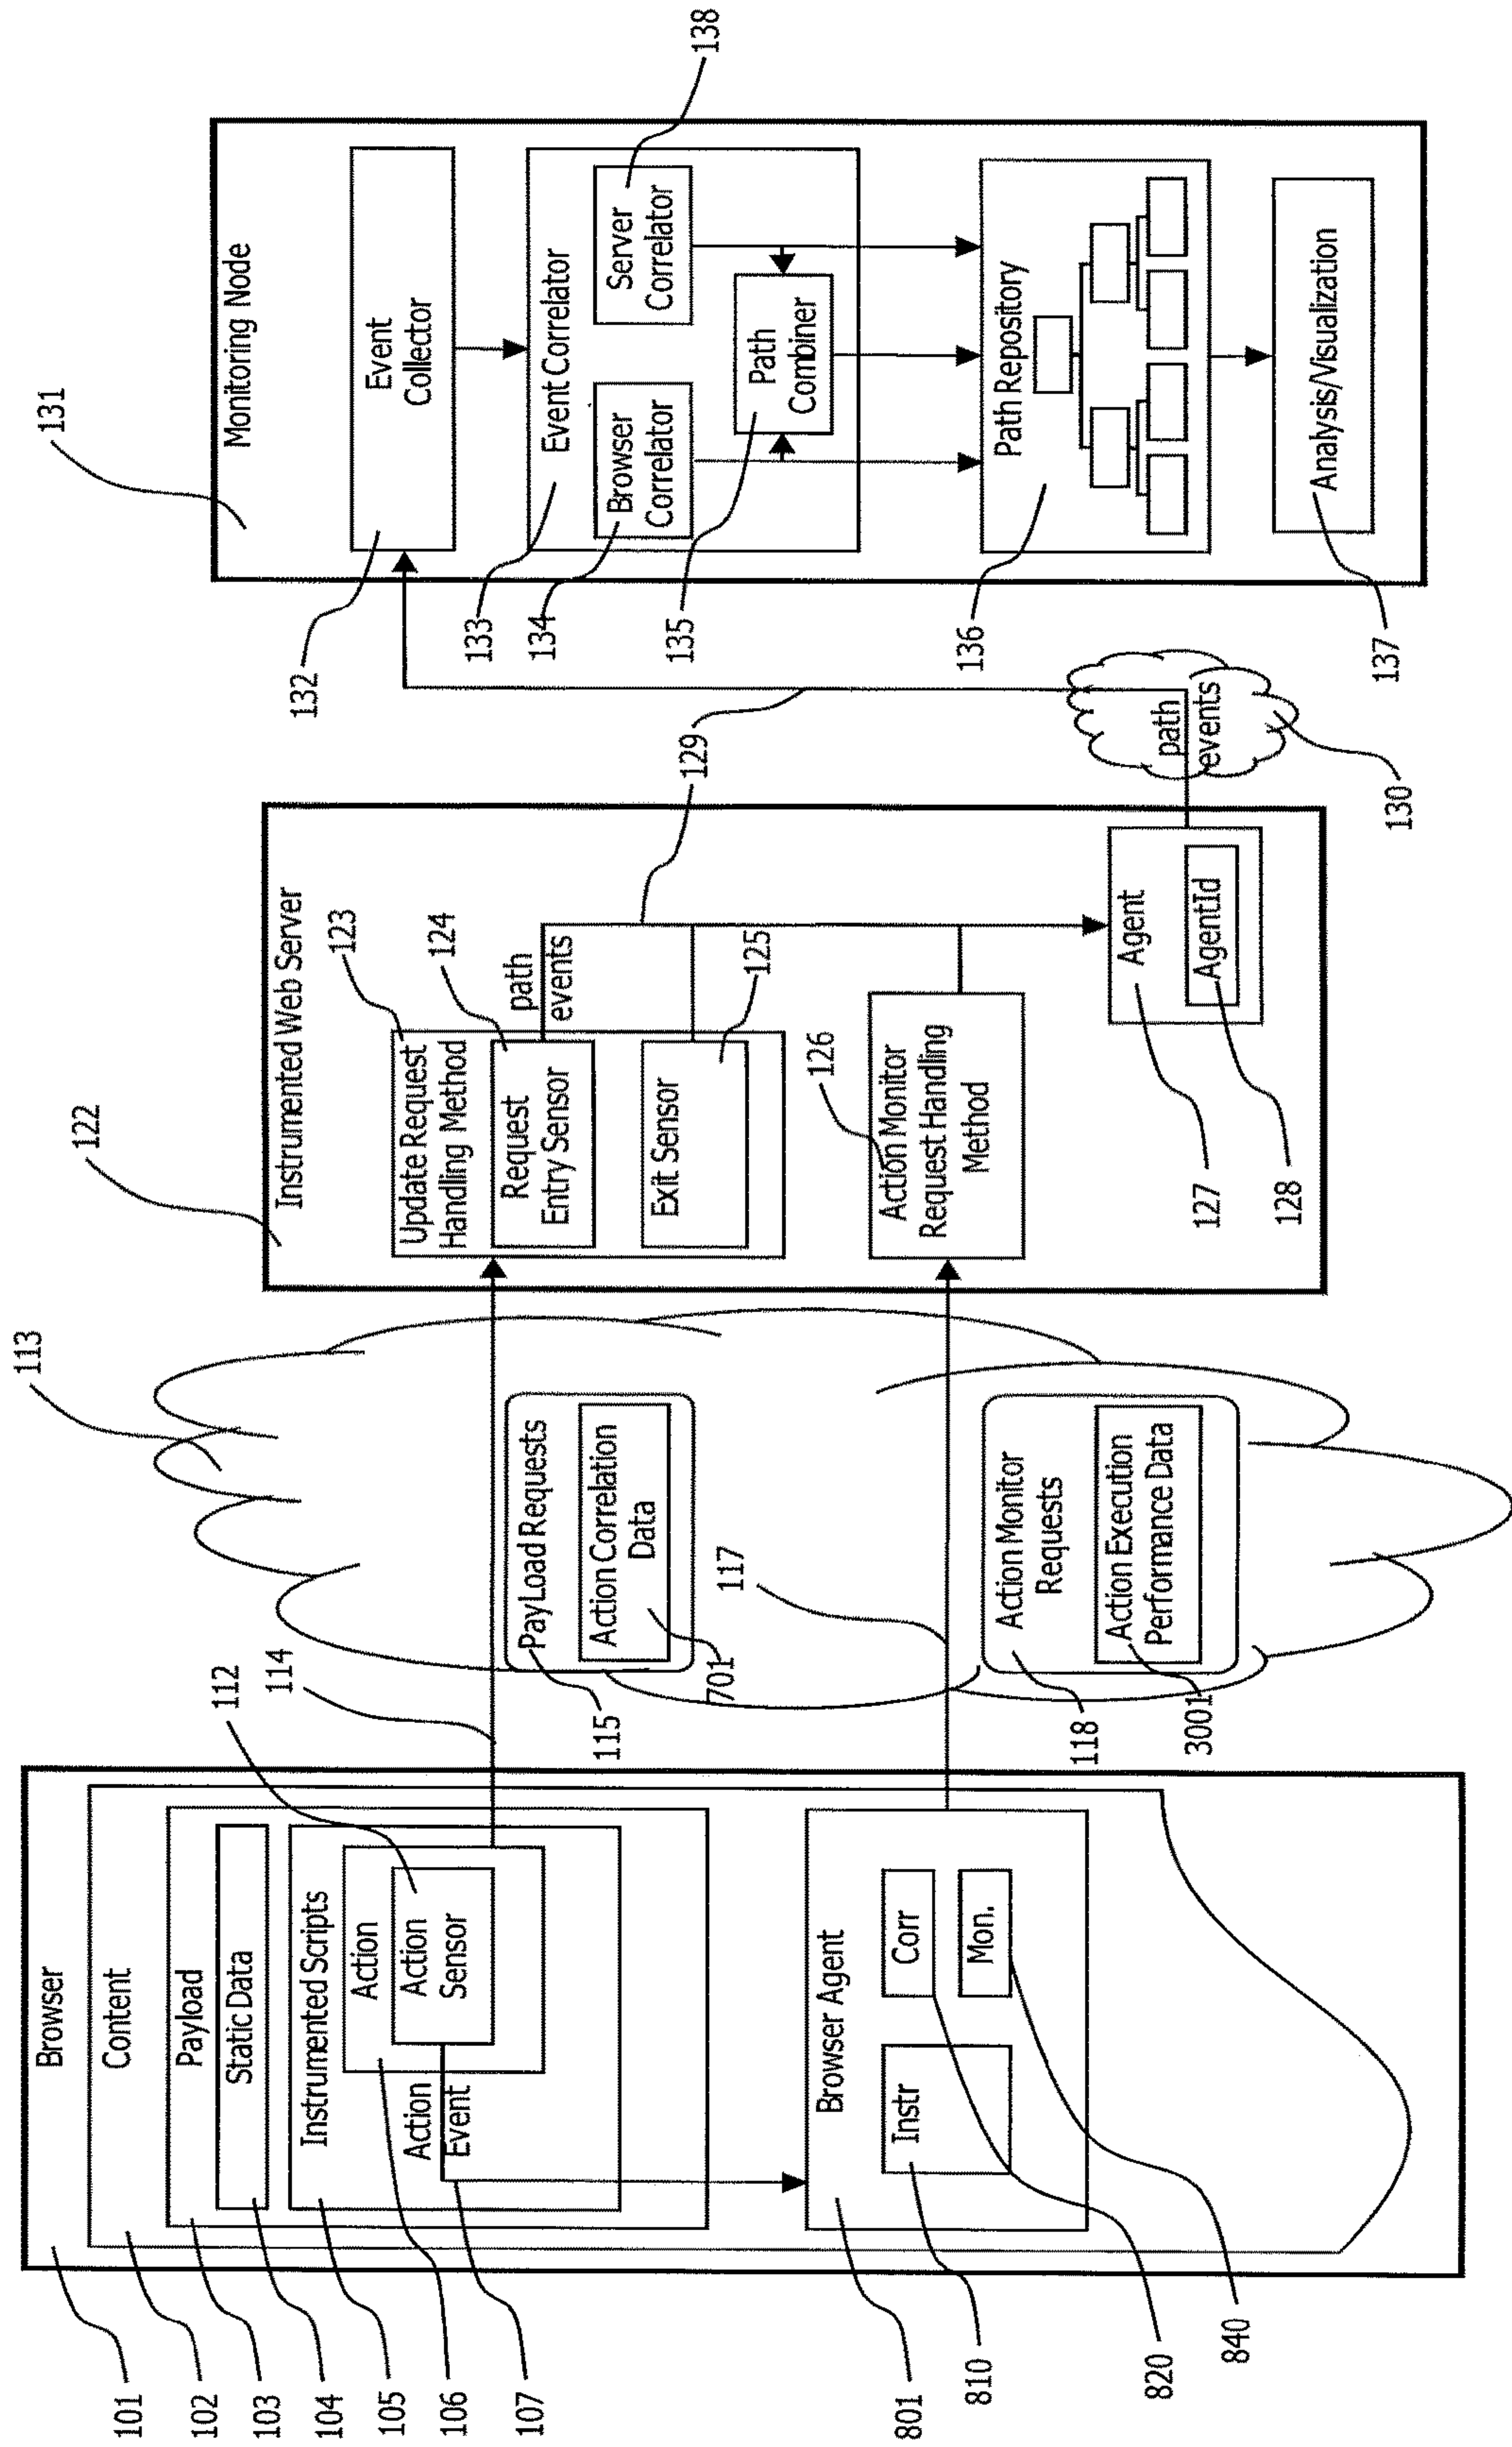 Browser
Content
Payload
Static Data
Instrumented Scripts
Action
Action
Sensor
Action
Event
Browser Agent
Instr
Corr
Mon.
101
102
103
104
105
106
107
801
810
820
840
112
114
113
PayLoad Requests
Action Correlation
Data
115
701
117
Action Monitor
Requests
Action Execution
Performance Data
118
3001
122
Instrumented Web Server
Update Request
Handling Method
123
Request
Entry Sensor
124
path
events
Exit Sensor
125
126
Action Monitor
Request Handling
Method
Agent
AgentId
127
128
129
path
events
130
131
Monitoring Node
Event
Collector
132
Event Correlator
133
Browser
Correlator
134
Server
Correlator
138
Path
Combiner
135
Path Repository
136
Analysis/Visualization
137